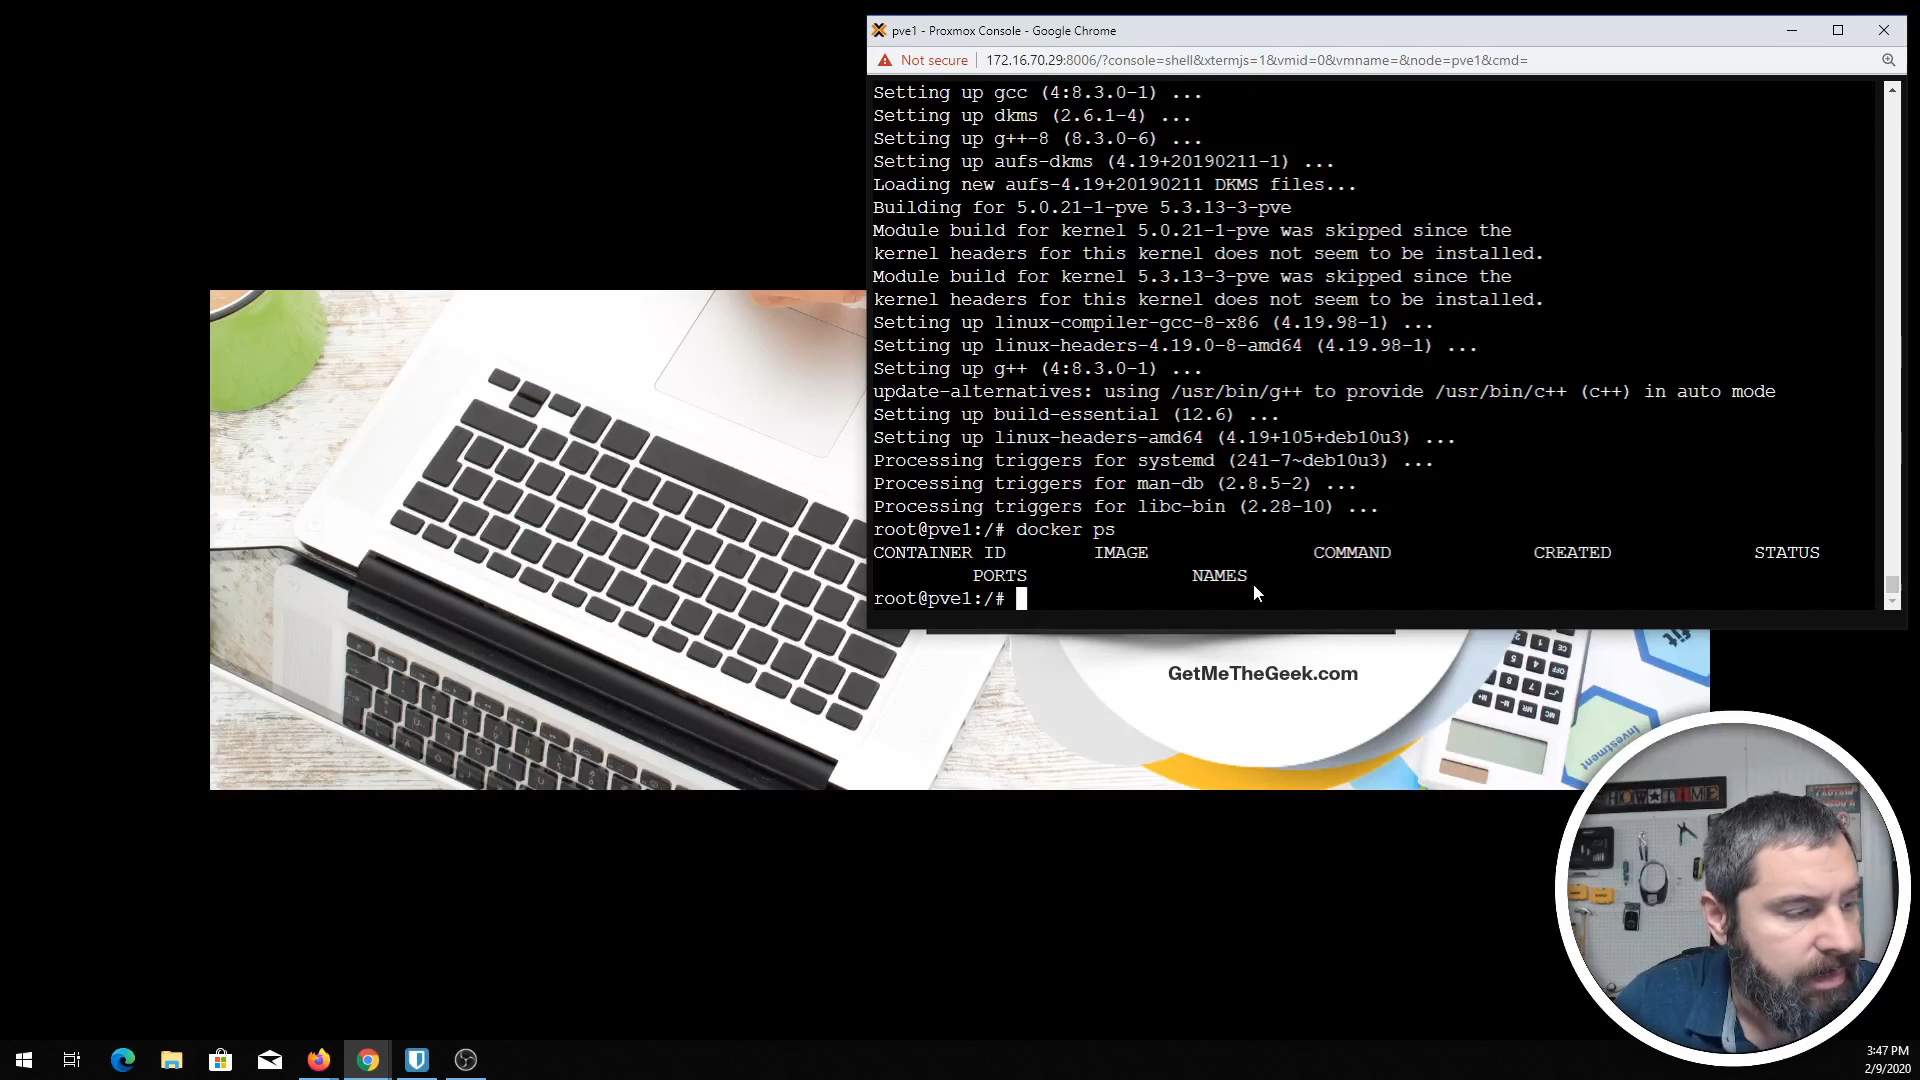 pve1 - Proxmox Console - Google Chrome
Not secure
172.16.70.29:8006/?console=shell&xtermjs=1&vmid=0&vmname=&node=pve1&cmd=
Setting up gcc (4:8.3.0-1) ...
Setting up dkms (2.6.1-4) ...
Setting up g++-8 (8.3.0-6) ...
Setting up aufs-dkms (4.19+20190211-1) ...
Loading new aufs-4.19+20190211 DKMS files...
Building for 5.0.21-1-pve 5.3.13-3-pve
Module build for kernel 5.0.21-1-pve was skipped since the
kernel headers for this kernel does not seem to be installed.
Module build for kernel 5.3.13-3-pve was skipped since the
kernel headers for this kernel does not seem to be installed.
Setting up linux-compiler-gcc-8-x86 (4.19.98-1) ...
Setting up linux-headers-4.19.0-8-amd64 (4.19.98-1) ...
Setting up g++ (4:8.3.0-1) ...
update-alternatives: using /usr/bin/g++ to provide /usr/bin/c++ (c++) in auto mode
Setting up build-essential (12.6) ...
Setting up linux-headers-amd64 (4.19+105+deb10u3) ...
Processing triggers for systemd (241-7~deb10u3) ...
Processing triggers for man-db (2.8.5-2) ...
Processing triggers for libc-bin (2.28-10) ...
root@pve1:/# docker ps
CONTAINER ID IMAGE COMMAND CREATED STATUS
PORTS NAMES
root@pve1:/#
GetMeTheGeek.com
Investment
HOW TIME
3:47 PM
2/9/2020